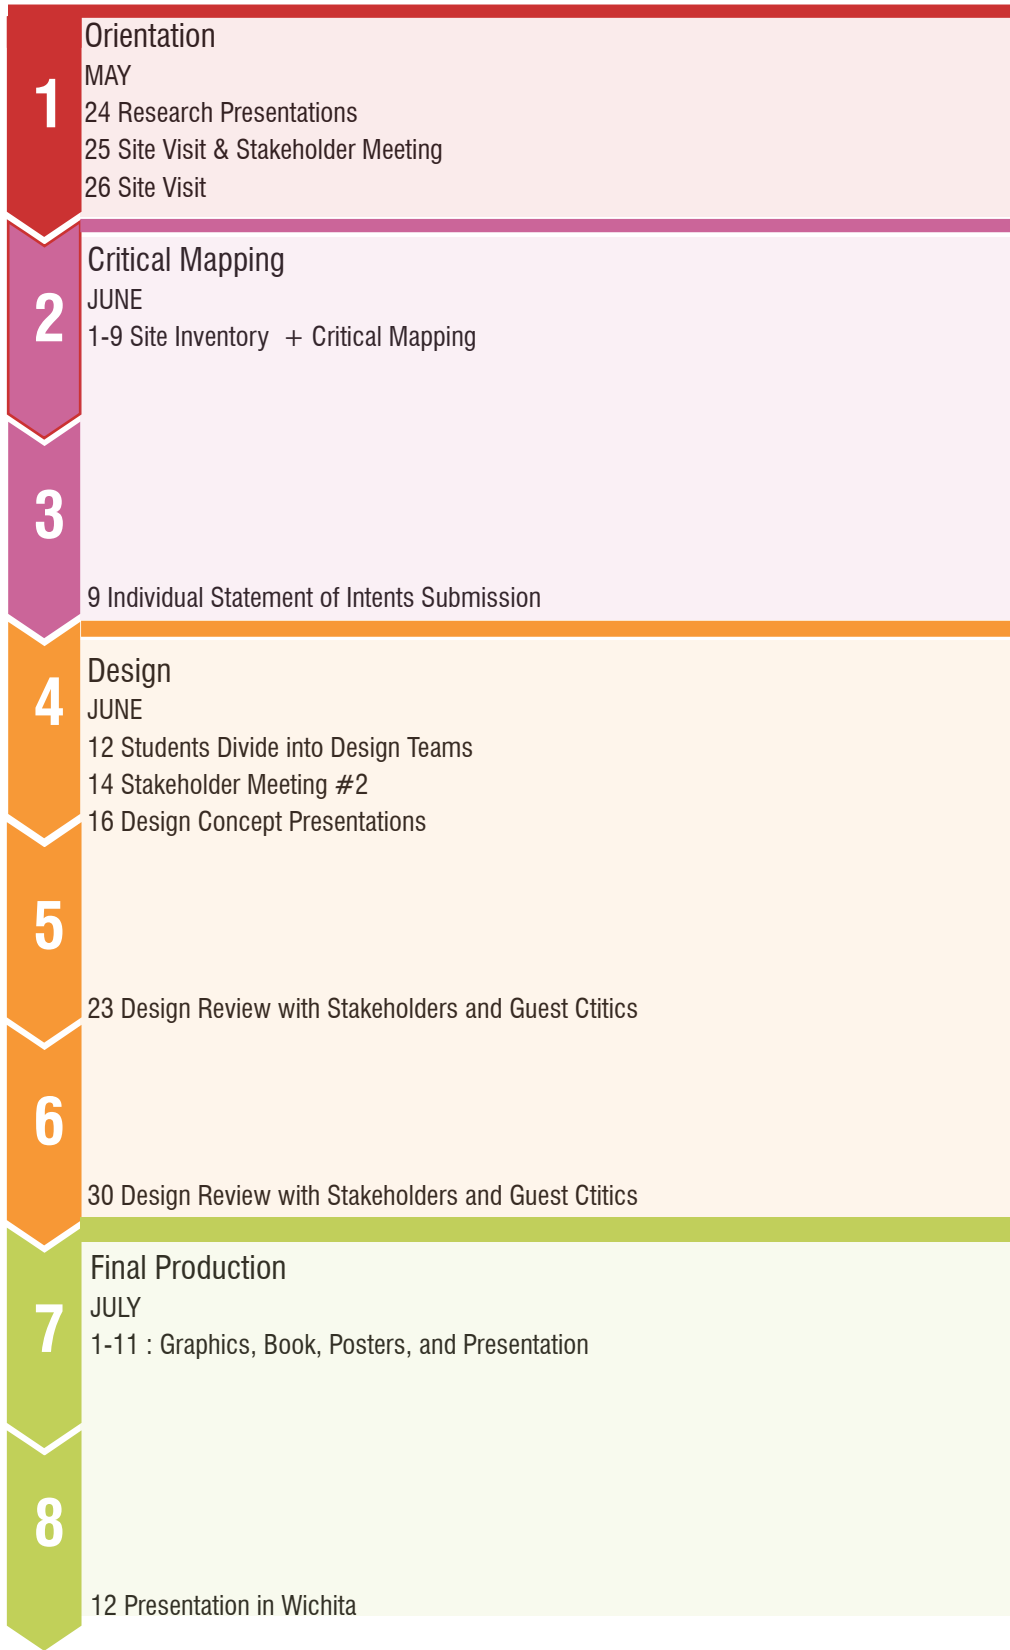 Orientation
MAY
1
24 Research Presentations
25 Site Visit & Stakeholder Meeting
26 Site Visit
Critical Mapping
JUNE
2
1-9 Site Inventory + Critical Mapping
3
9 Individual Statement of Intents Submission
Design
4
JUNE
12 Students Divide into Design Teams
14 Stakeholder Meeting #2
16 Design Concept Presentations
5
23 Design Review with Stakeholders and Guest Ctitics
6
30 Design Review with Stakeholders and Guest Ctitics
Final Production
JULY
7
1-11 : Graphics, Book, Posters, and Presentation
8
12 Presentation in Wichita